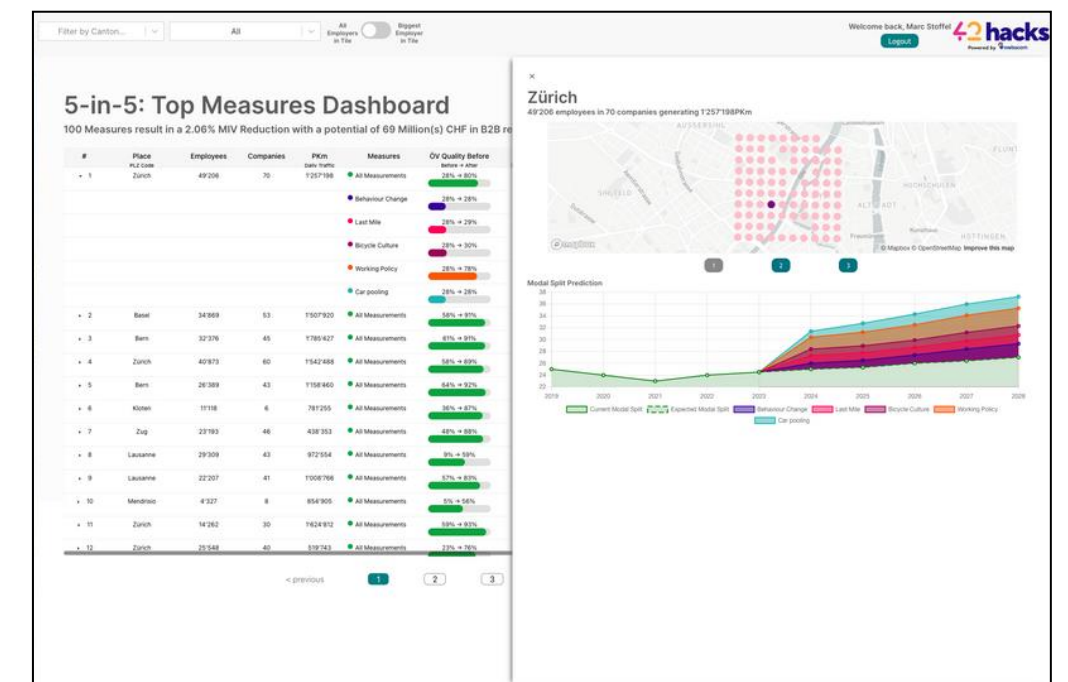 Filter by Canton...
All
All Employers in Tile
Biggest Employer in Tile
Welcome back, Marc Stoffel
Logout
42hacks
Powered by
5-in-5: Top Measures Dashboard
100 Measures result in a 2.06% MIV Reduction with a potential of 69 Million(s) CHF in B2B re
# Place Employees Companies PKm Measures ÖV Quality Before
PLZ Code Daily Traffic Before → After
1 Zürich 49'206 70 1'257'198 All Measurements 28% → 80%
Behaviour Change 28% → 28%
Last Mile 28% → 29%
Bicycle Culture 28% → 30%
Working Policy 28% → 78%
Car pooling 28% → 28%
2 Basel 34'869 53 1'507'920 All Measurements 58% → 91%
3 Bern 32'376 45 1'785'427 All Measurements 61% → 91%
4 Zürich 40'973 60 1'542'488 All Measurements 58% → 89%
5 Bern 26'389 43 1'158'960 All Measurements 64% → 92%
6 Kloten 11'118 6 781'255 All Measurements 36% → 87%
7 Zug 23'193 46 438'353 All Measurements 48% → 88%
8 Lausanne 29'309 43 972'554 All Measurements 9% → 59%
9 Lausanne 22'207 41 1'008'766 All Measurements 57% → 83%
10 Mendrisio 4'327 8 854'905 All Measurements 5% → 56%
11 Zürich 14'262 30 1'624'812 All Measurements 59% → 93%
12 Zürich 25'548 40 519'743 All Measurements 23% → 76%
< previous 1 2 3
×
Zürich
49'206 employees in 70 companies generating 1'257'198PKm
AUSSERSIHL
FLUNT
SIHLFELD
HOCHSCHULEN
ALTSTADT
Kunsthaus
HOTTINGEN
mapbox
© Mapbox © OpenStreetMap Improve this map
1 2 3
Modal Split Prediction
38
36
34
32
30
28
26
24
22
2019 2020 2021 2022 2023 2024 2025 2026 2027 2028
Current Modal Split Expected Modal Split Behaviour Change Last Mile Bicycle Culture Working Policy
Car pooling